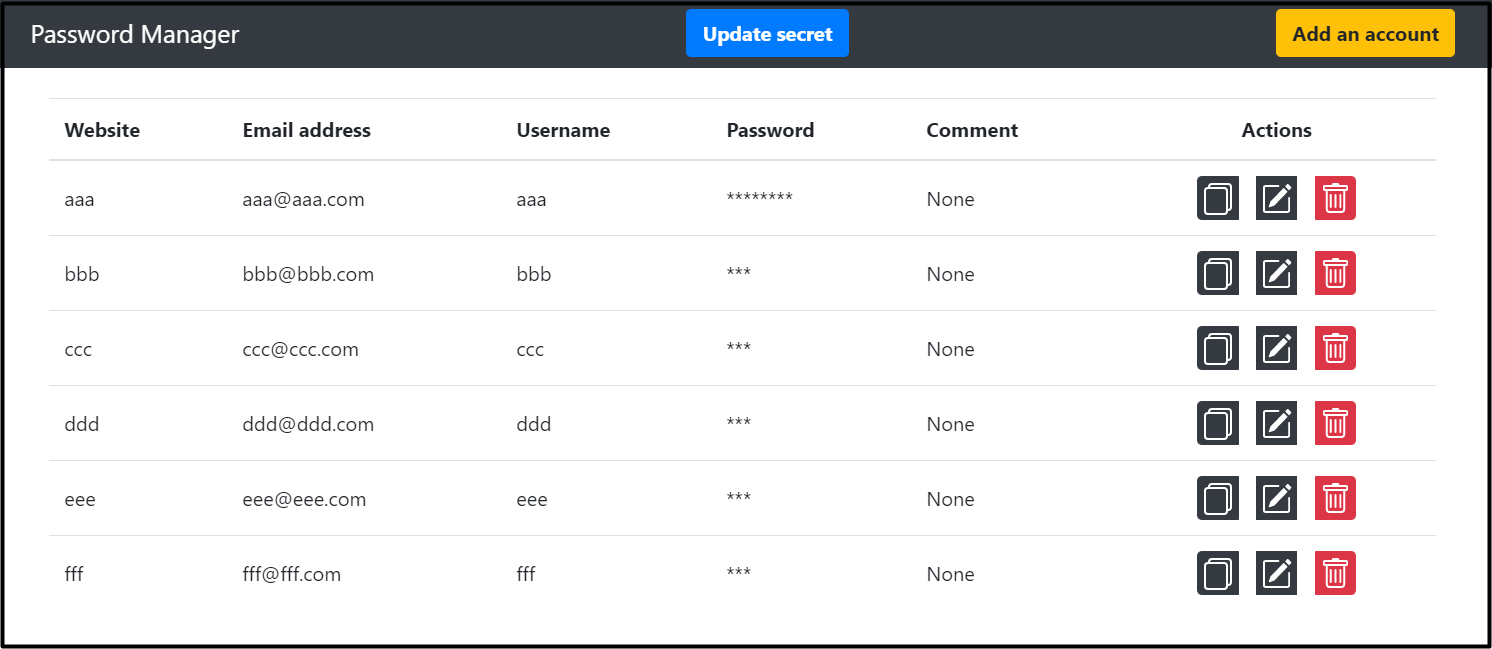 Password Manager Update secret Add an account
Website Email address Username Password Comment Actions
aaa aaa@aaa.com aaa ******** None
bbb bbb@bbb.com bbb *** None
ccc ccc@ccc.com ccc *** None
ddd ddd@ddd.com ddd *** None
eee eee@eee.com eee *** None
fff fff@fff.com fff *** None